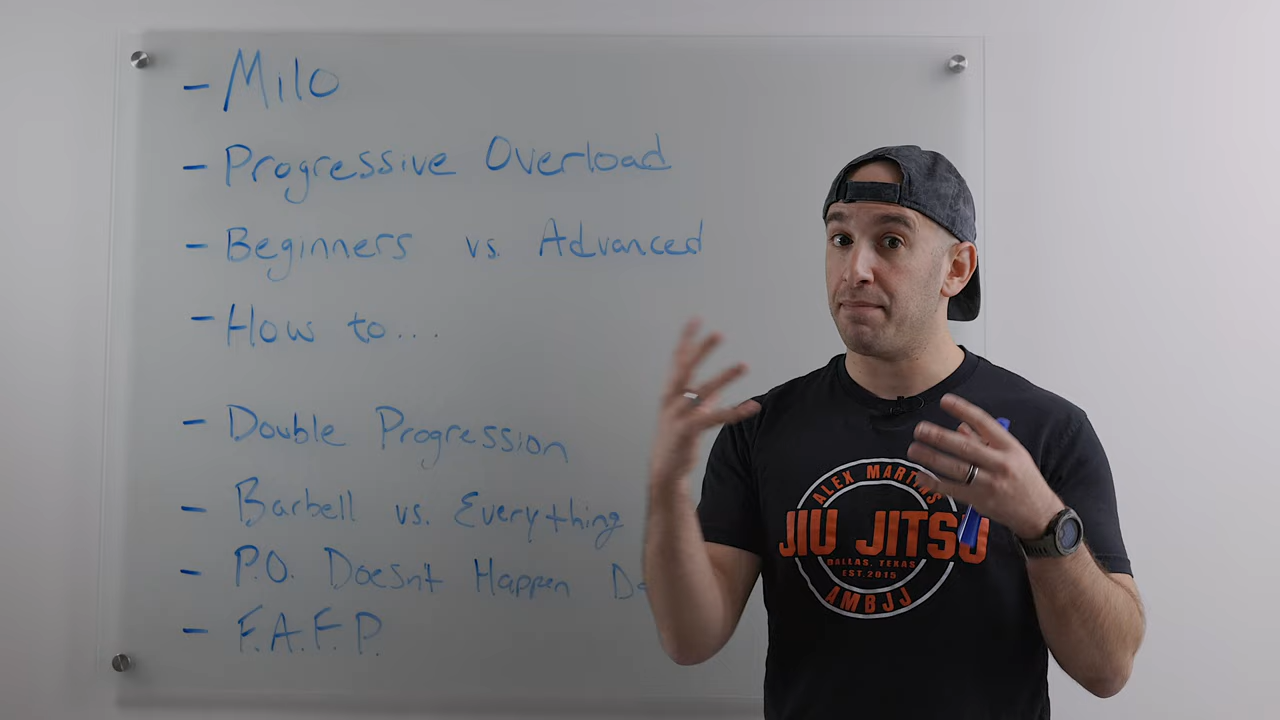 - Milo
- Progressive Overload
- Beginners vs. Advanced
- How to...
- Double Progression
- Barbell vs. Everything
- P.O. Doesnt Happen
- F.A.F.P.
ALEX MARTINS
JIU JITSU
DALLAS, TEXAS
EST. 2015
AMBJJ